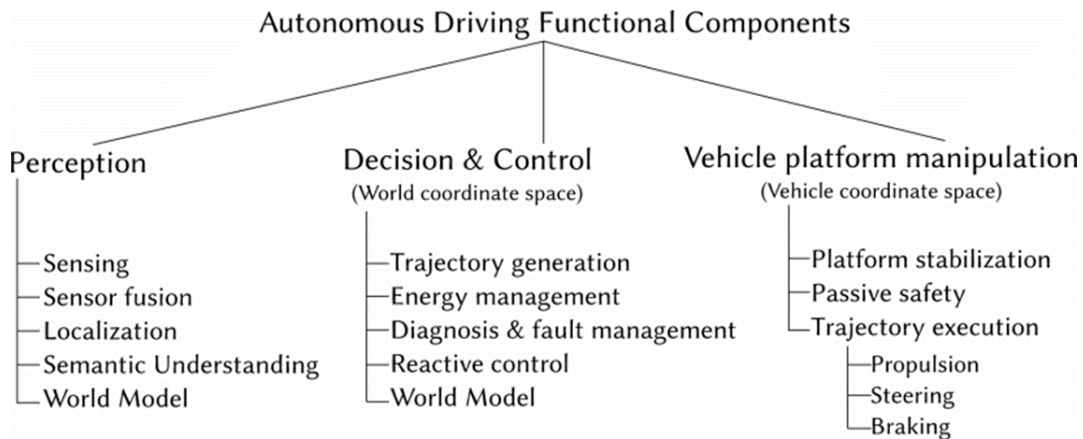 Autonomous Driving Functional Components
Perception
Sensing
Sensor fusion
Localization
Semantic Understanding
World Model
Decision & Control
(World coordinate space)
Trajectory generation
Energy management
Diagnosis & fault management
Reactive control
World Model
Vehicle platform manipulation
(Vehicle coordinate space)
Platform stabilization
Passive safety
Trajectory execution
Propulsion
Steering
Braking